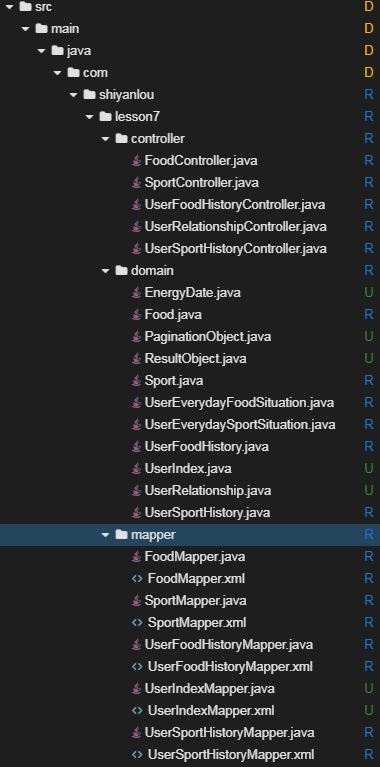 src D
main D
java D
com D
shiyanlou R
lesson7 R
controller R
FoodController.java R
SportController.java R
UserFoodHistoryController.java R
UserRelationshipController.java R
UserSportHistoryController.java R
domain R
EnergyDate.java U
Food.java R
PaginationObject.java U
ResultObject.java U
Sport.java R
UserEverydayFoodSituation.java R
UserEverydaySportSituation.java R
UserFoodHistory.java R
UserIndex.java U
UserRelationship.java U
UserSportHistory.java R
mapper R
FoodMapper.java R
FoodMapper.xml R
SportMapper.java R
SportMapper.xml R
UserFoodHistoryMapper.java R
UserFoodHistoryMapper.xml R
UserIndexMapper.java U
UserIndexMapper.xml U
UserSportHistoryMapper.java R
UserSportHistoryMapper.xml R